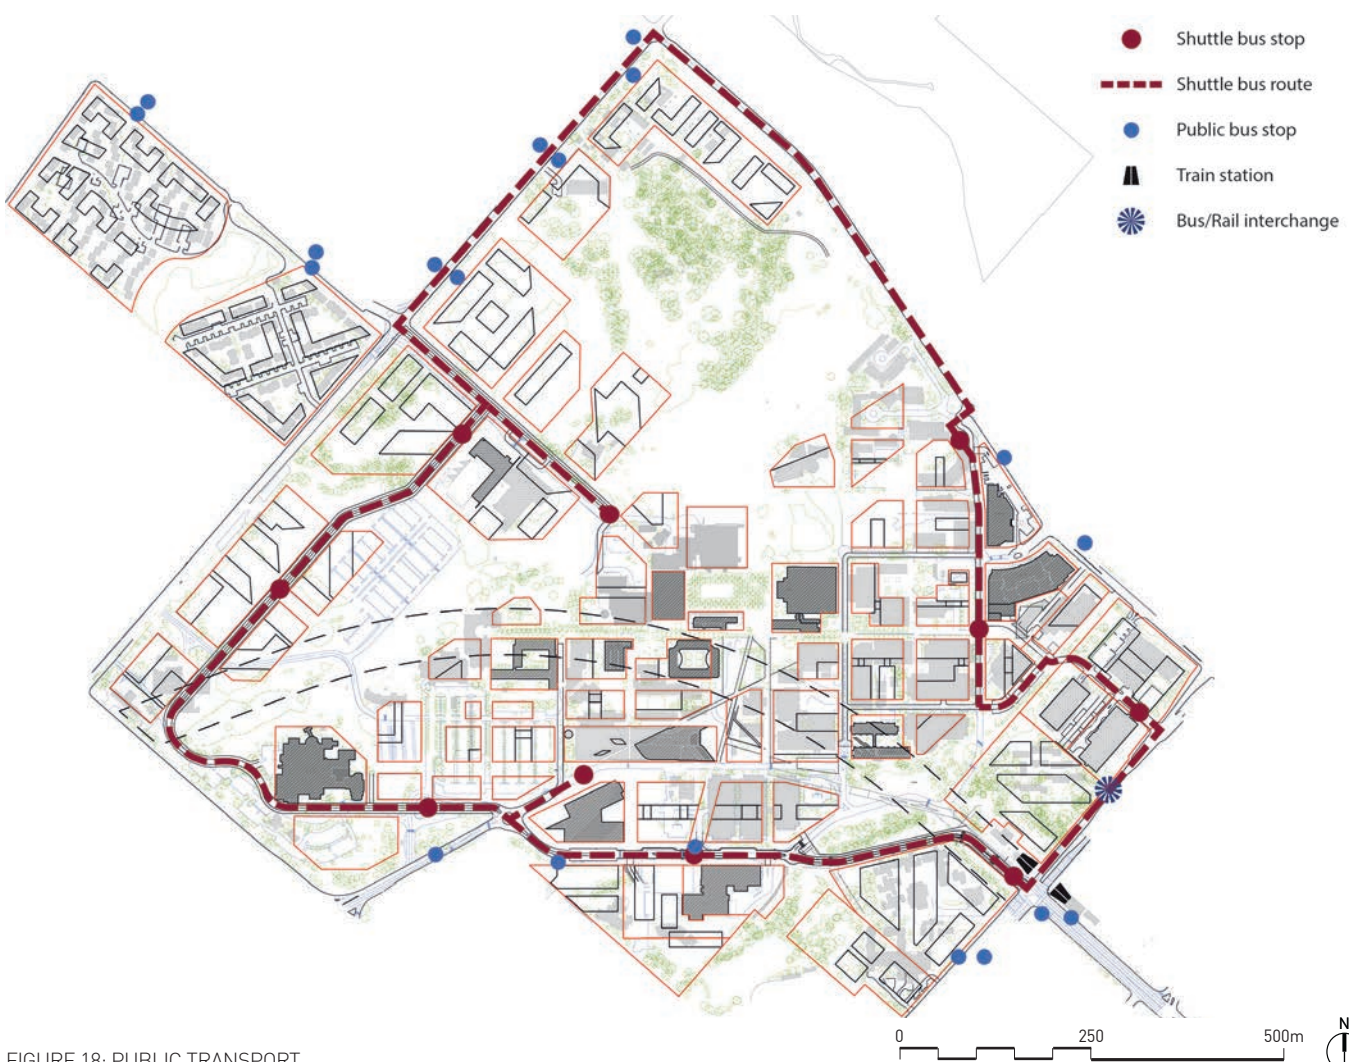 Shuttle bus stop
Shuttle bus route
Public bus stop
Train station
Bus/Rail interchange
0 250 500m
N
FIGURE 18: PUBLIC TRANSPORT